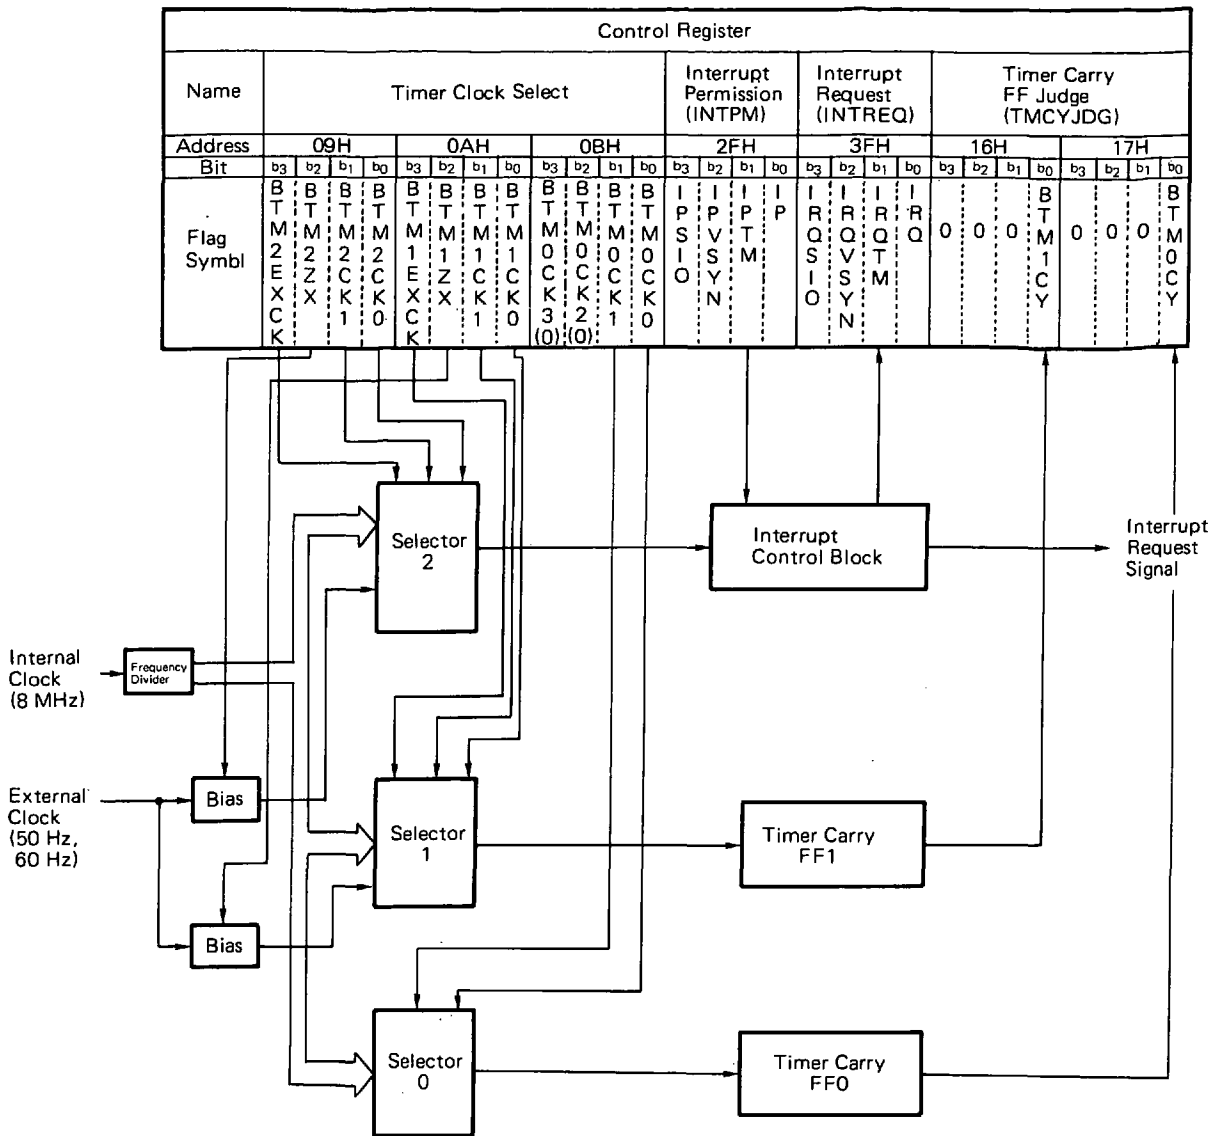 Control Register
Name
Timer Clock Select
Interrupt
Permission
(INTPM)
Interrupt
Request
(INTREQ)
Timer Carry
FF Judge
(TMCYJDG)
Address 09H 0AH 0BH 2FH 3FH 16H 17H
Bit b3 b2 b1 b0 b3 b2 b1 b0 b3 b2 b1 b0 b3 b2 b1 b0 b3 b2 b1 b0 b3 b2 b1 b0 b3 b2 b1 b0
Flag
Symbl
BTM2EXCK
BTM2ZX
BTM2CK1
BTM2CK0
BTM1EXCK
BTM1ZX
BTM1CK1
BTM1CK0
BTM0CK3(0)
BTM0CK2(0)
BTM0CK1
BTM0CK0
IPSIO
IPVSYN
IPTM
IP
IRQSIO
IRQVSYN
IRQTM
IRQ
0 0 0
BTM1CY
0 0 0
BTM0CY
Selector
2
Interrupt
Control Block
Interrupt
Request
Signal
Internal
Clock
(8 MHz)
Frequency
Divider
External
Clock
(50 Hz,
60 Hz)
Bias
Selector
1
Timer Carry
FF1
Bias
Selector
0
Timer Carry
FF0